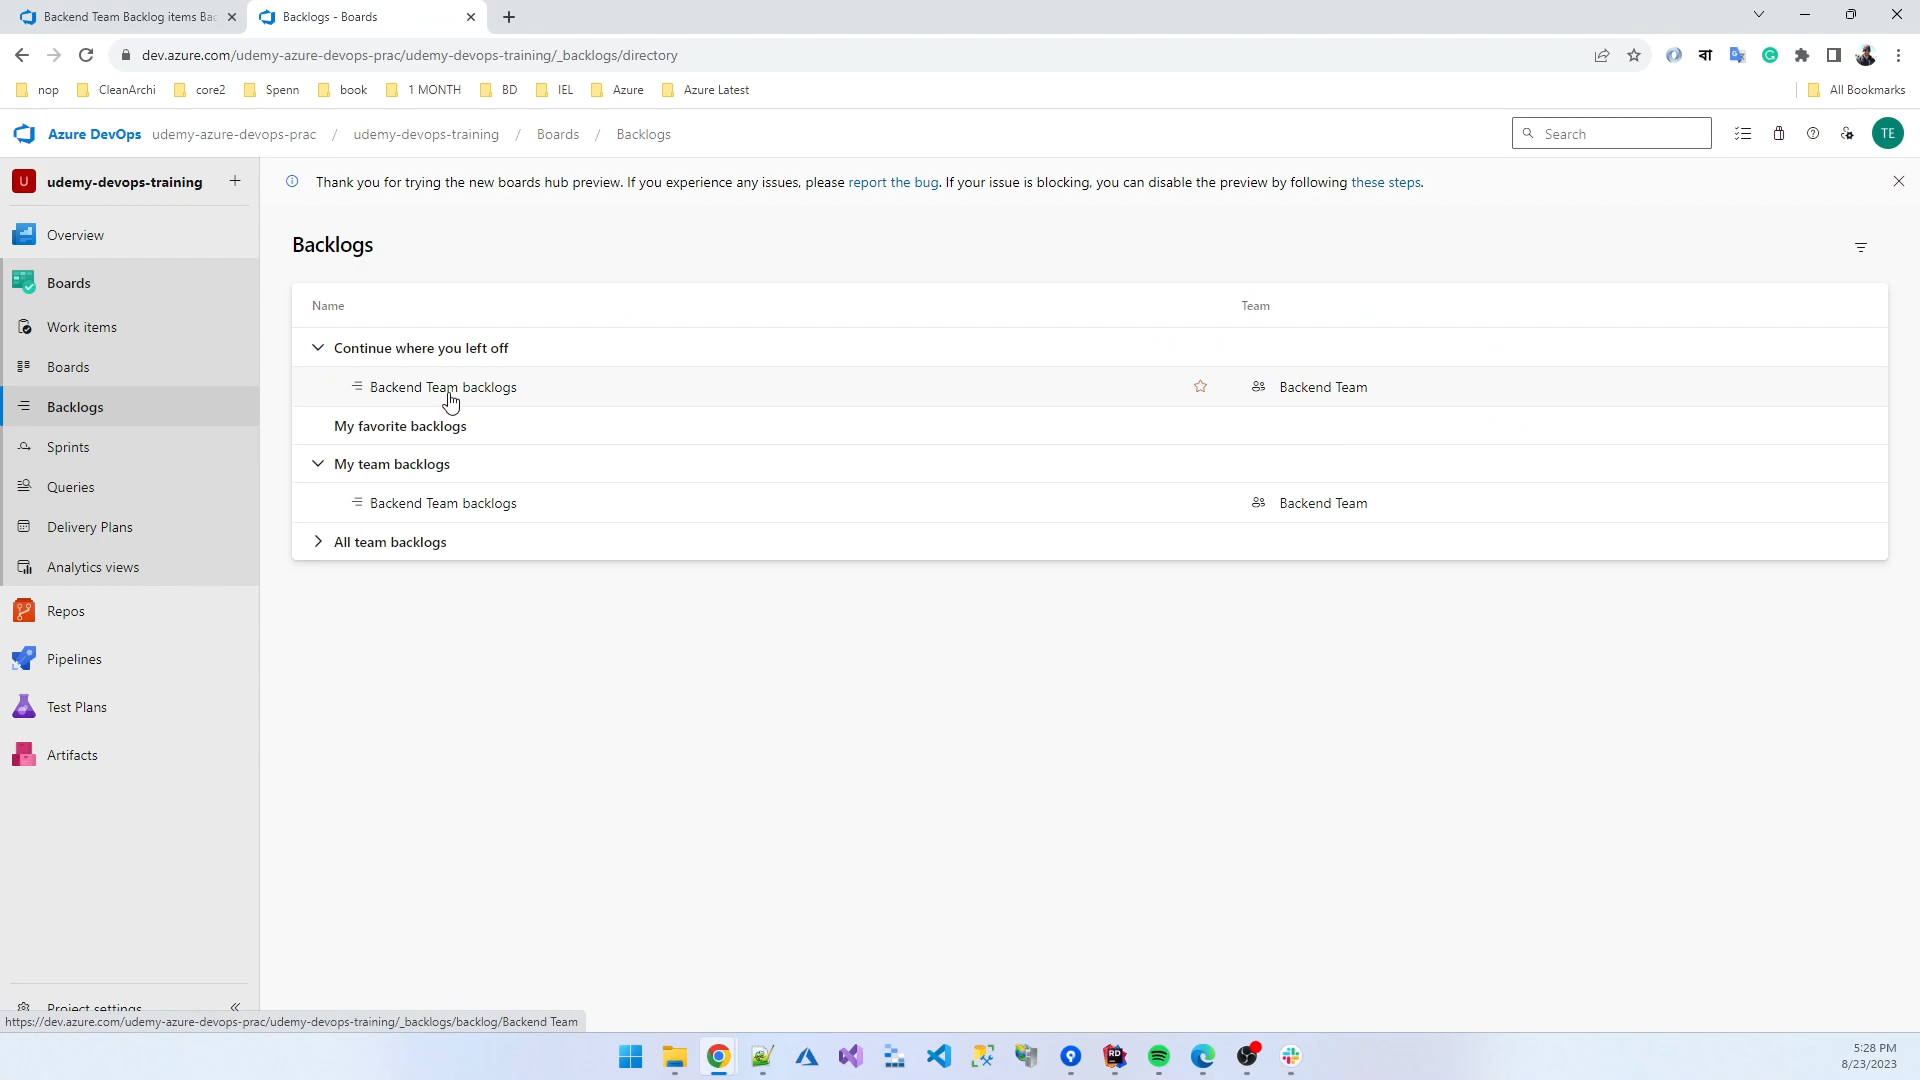 Backend Team Backlog items Bac
Backlogs - Boards
dev.azure.com/udemy-azure-devops-prac/udemy-devops-training/_backlogs/directory
nop CleanArchi core2 Spenn book 1 MONTH BD IEL Azure Azure Latest All Bookmarks
Azure DevOps udemy-azure-devops-prac / udemy-devops-training / Boards / Backlogs
Search
TE
U udemy-devops-training
Thank you for trying the new boards hub preview. If you experience any issues, please report the bug. If your issue is blocking, you can disable the preview by following these steps.
Overview
Boards
Work items
Boards
Backlogs
Sprints
Queries
Delivery Plans
Analytics views
Repos
Pipelines
Test Plans
Artifacts
Project settings
Backlogs
Name Team
Continue where you left off
Backend Team backlogs Backend Team
My favorite backlogs
My team backlogs
Backend Team backlogs Backend Team
All team backlogs
https://dev.azure.com/udemy-azure-devops-prac/udemy-devops-training/_backlogs/backlog/Backend Team
RD
5:28 PM
8/23/2023